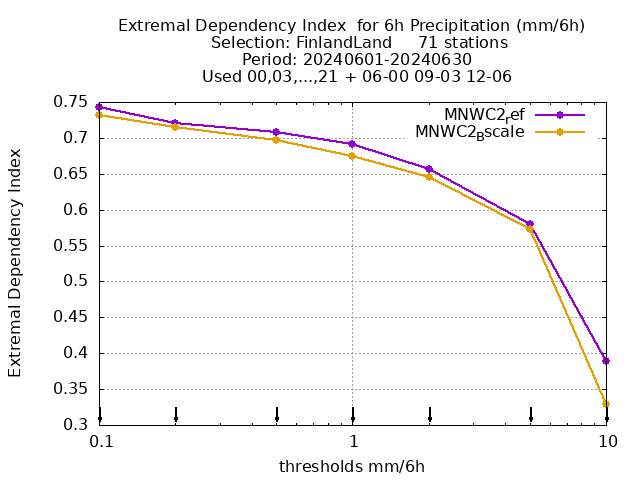 Extremal Dependency Index  for 6h Precipitation (mm/6h)
Selection: FinlandLand     71 stations
Period: 20240601-20240630
Used 00,03,...,21 + 06-00 09-03 12-06
MNWC2ref
MNWC2Bscale
0.75
0.7
0.65
0.6
0.55
0.5
0.45
0.4
0.35
0.3
Extremal Dependency Index
0.1
1
10
thresholds mm/6h